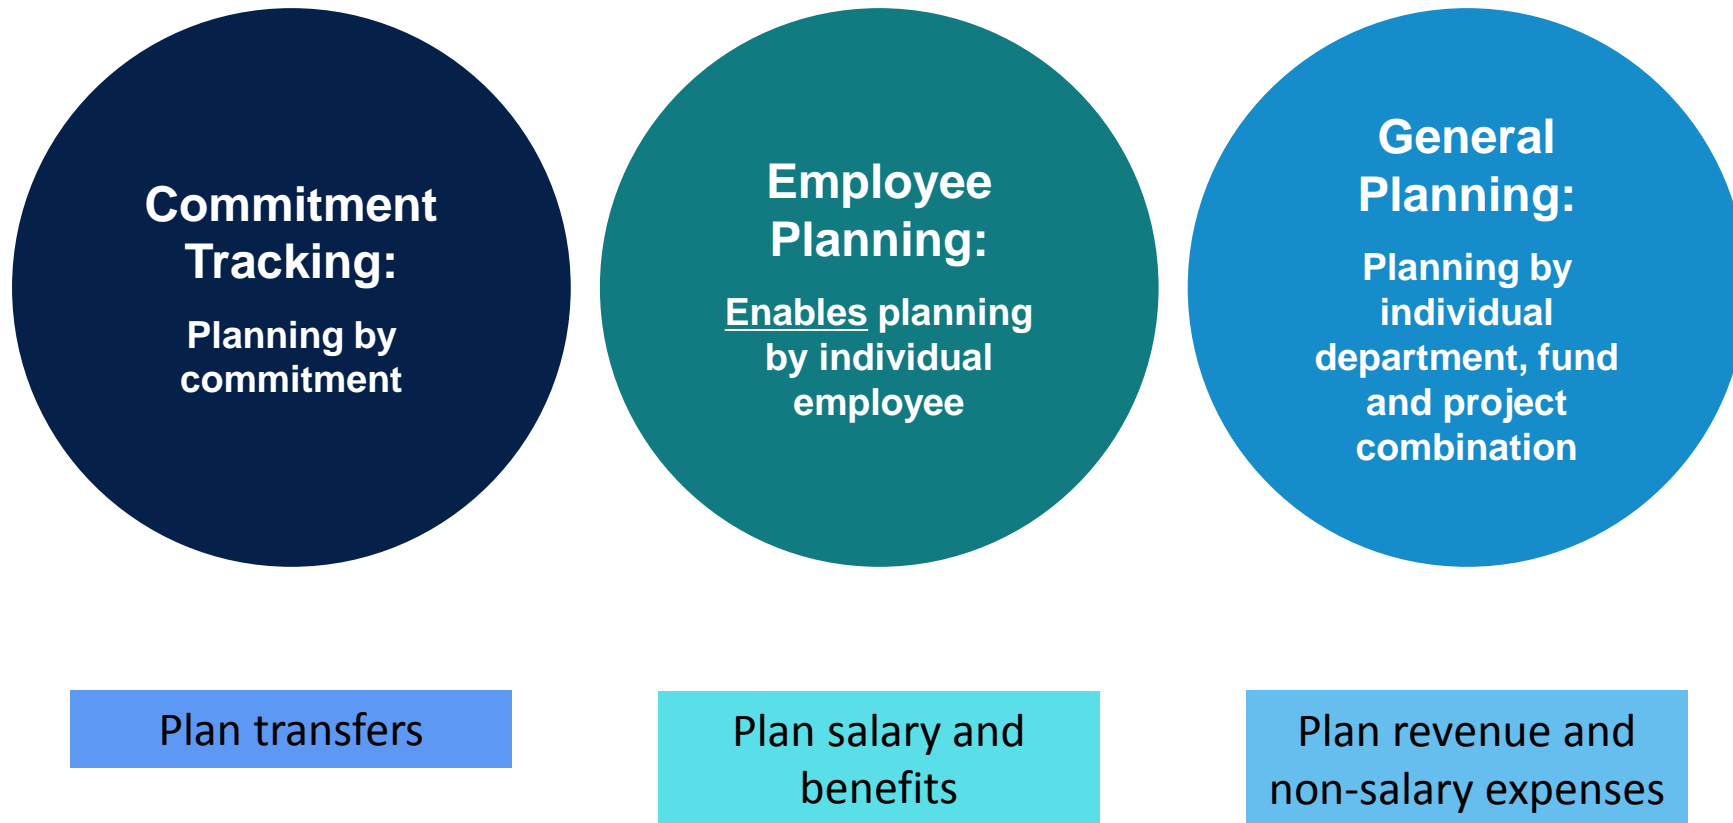 Commitment
Tracking:
Planning by
commitment
Employee
Planning:
Enables planning
by individual
employee
General
Planning:
Planning by
individual
department, fund
and project
combination
Plan transfers
Plan salary and
benefits
Plan revenue and
non-salary expenses